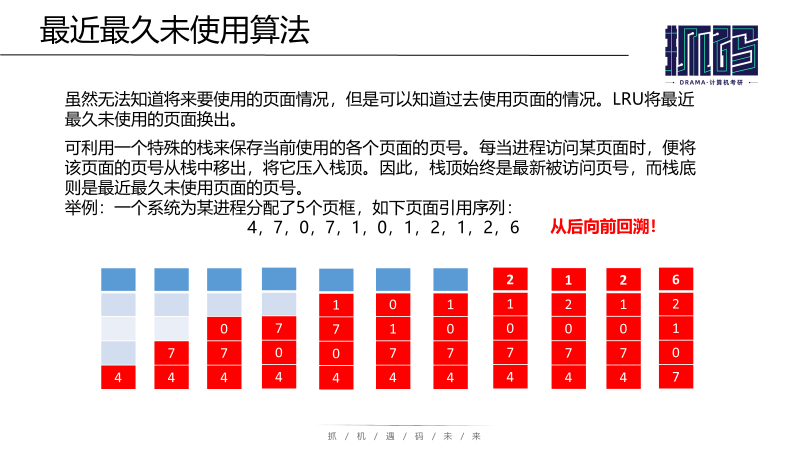 最近最久未使用算法
抓码
DRAMA·计算机考研
虽然无法知道将来要使用的页面情况，但是可以知道过去使用页面的情况。LRU将最近
最久未使用的页面换出。
可利用一个特殊的栈来保存当前使用的各个页面的页号。每当进程访问某页面时，便将
该页面的页号从栈中移出，将它压入栈顶。因此，栈顶始终是最新被访问页号，而栈底
则是最近最久未使用页面的页号。
举例：一个系统为某进程分配了5个页框，如下页面引用序列：
4，7，0，7，1，0，1，2，1，2，6 从后向前回溯！
2 1 2 6
1 0 1 1 2 1 2
0 7 7 1 0 0 0 0 1
7 7 0 0 7 7 7 7 7 0
4 4 4 4 4 4 4 4 4 4 7
抓 / 机 / 遇 / 码 / 未 / 来